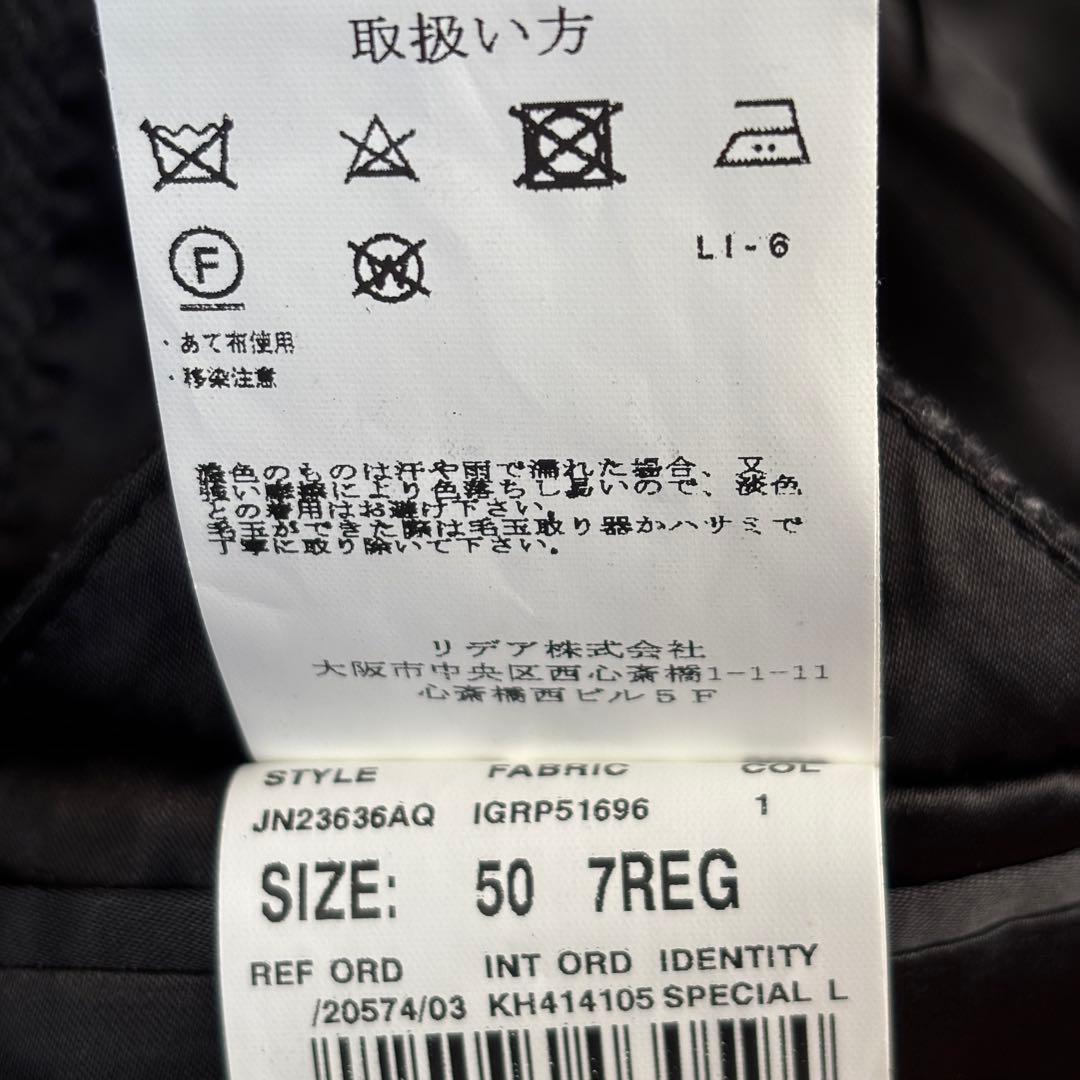 取扱い方
F
W
LI-6
・あて布使用
・移染注意
濃色のものは汗や雨で濡れた場合、又
強い摩擦により色落ちし易いので、淡色
との着用はお避け下さい。
毛玉ができた際は毛玉取り器かハサミで
丁寧に取り除いて下さい。
リデア株式会社
大阪市中央区西心斎橋1-1-11
心斎橋西ビル5F
STYLE FABRIC COL
JN23636AQ IGRP51696 1
SIZE: 50 7REG
REF ORD INT ORD IDENTITY
/20574/03 KH414105 SPECIAL L